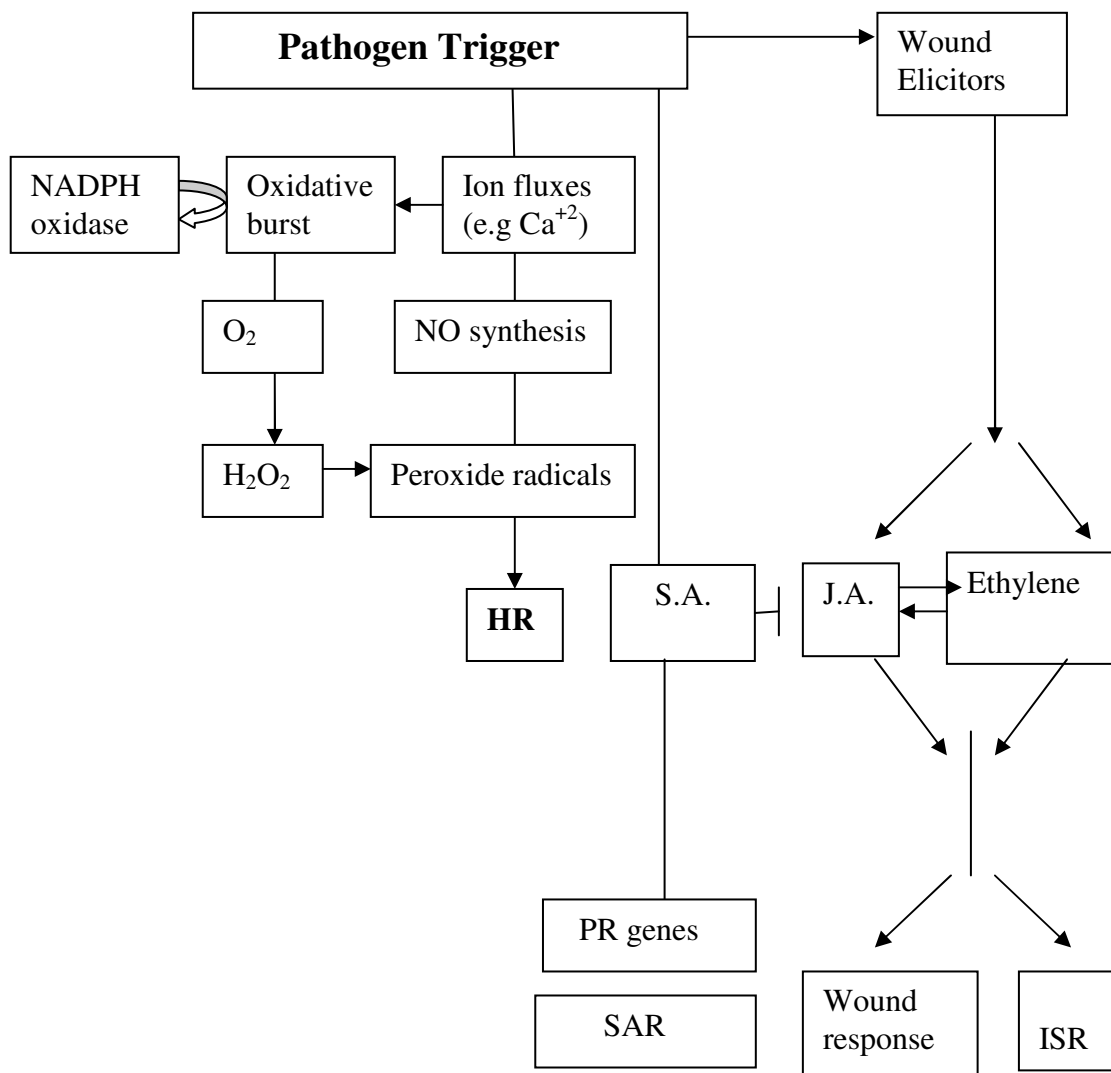 Pathogen Trigger
Wound
Elicitors
NADPH
oxidase
Oxidative
burst
Ion fluxes
(e.g Ca⁺²)
O₂
NO synthesis
H₂O₂
Peroxide radicals
HR
S.A.
J.A.
Ethylene
PR genes
SAR
Wound
response
ISR